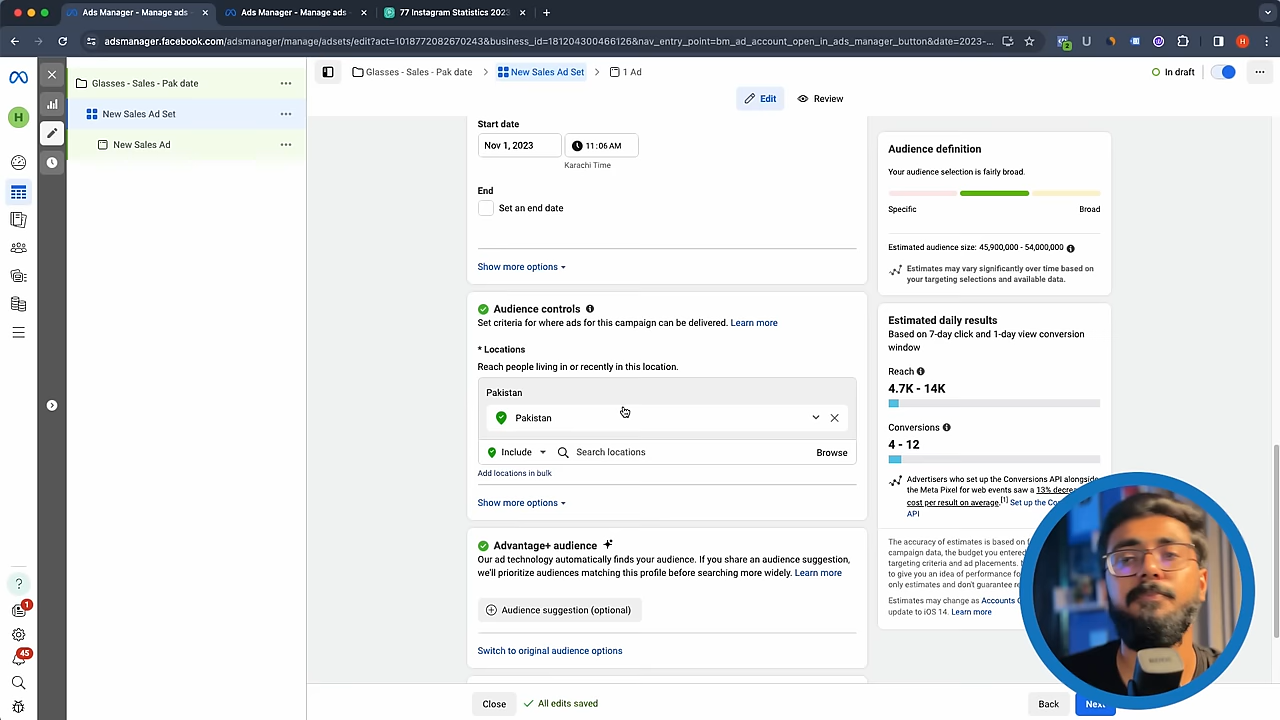 Ads Manager - Manage ads -
Ads Manager - Manage ads -
77 Instagram Statistics 2023
adsmanager.facebook.com/adsmanager/manage/adsets/edit?act=1018772082670243&business_id=181204300466126&nav_entry_point=bm_ad_account_open_in_ads_manager_button&date=2023-...
Glasses - Sales - Pak date
New Sales Ad Set
New Sales Ad
Glasses - Sales - Pak date
New Sales Ad Set
1 Ad
In draft
Edit
Review
Start date
Nov 1, 2023
11:06 AM
Karachi Time
End
Set an end date
Show more options
Audience controls
Set criteria for where ads for this campaign can be delivered. Learn more
* Locations
Reach people living in or recently in this location.
Pakistan
Pakistan
Include
Search locations
Browse
Add locations in bulk
Show more options
Advantage+ audience
Our ad technology automatically finds your audience. If you share an audience suggestion,
we'll prioritize audiences matching this profile before searching more widely. Learn more
Audience suggestion (optional)
Switch to original audience options
Audience definition
Your audience selection is fairly broad.
Specific
Broad
Estimated audience size: 45,900,000 - 54,000,000
Estimates may vary significantly over time based on
your targeting selections and available data.
Estimated daily results
Based on 7-day click and 1-day view conversion
window
Reach
4.7K - 14K
Conversions
4 - 12
Advertisers who set up the Conversions API alongside
the Meta Pixel for web events saw a 13%
cost per result on average.[1] Set up the
API
The accuracy of estimates is based on
campaign data, the budget you entered
targeting criteria and ad placements.
to give you an idea of performance
only estimates and don't guarantee
Estimates may change as Accounts
update to iOS 14. Learn more
Close
All edits saved
Back
Next
H
H
U
2
1
45
?